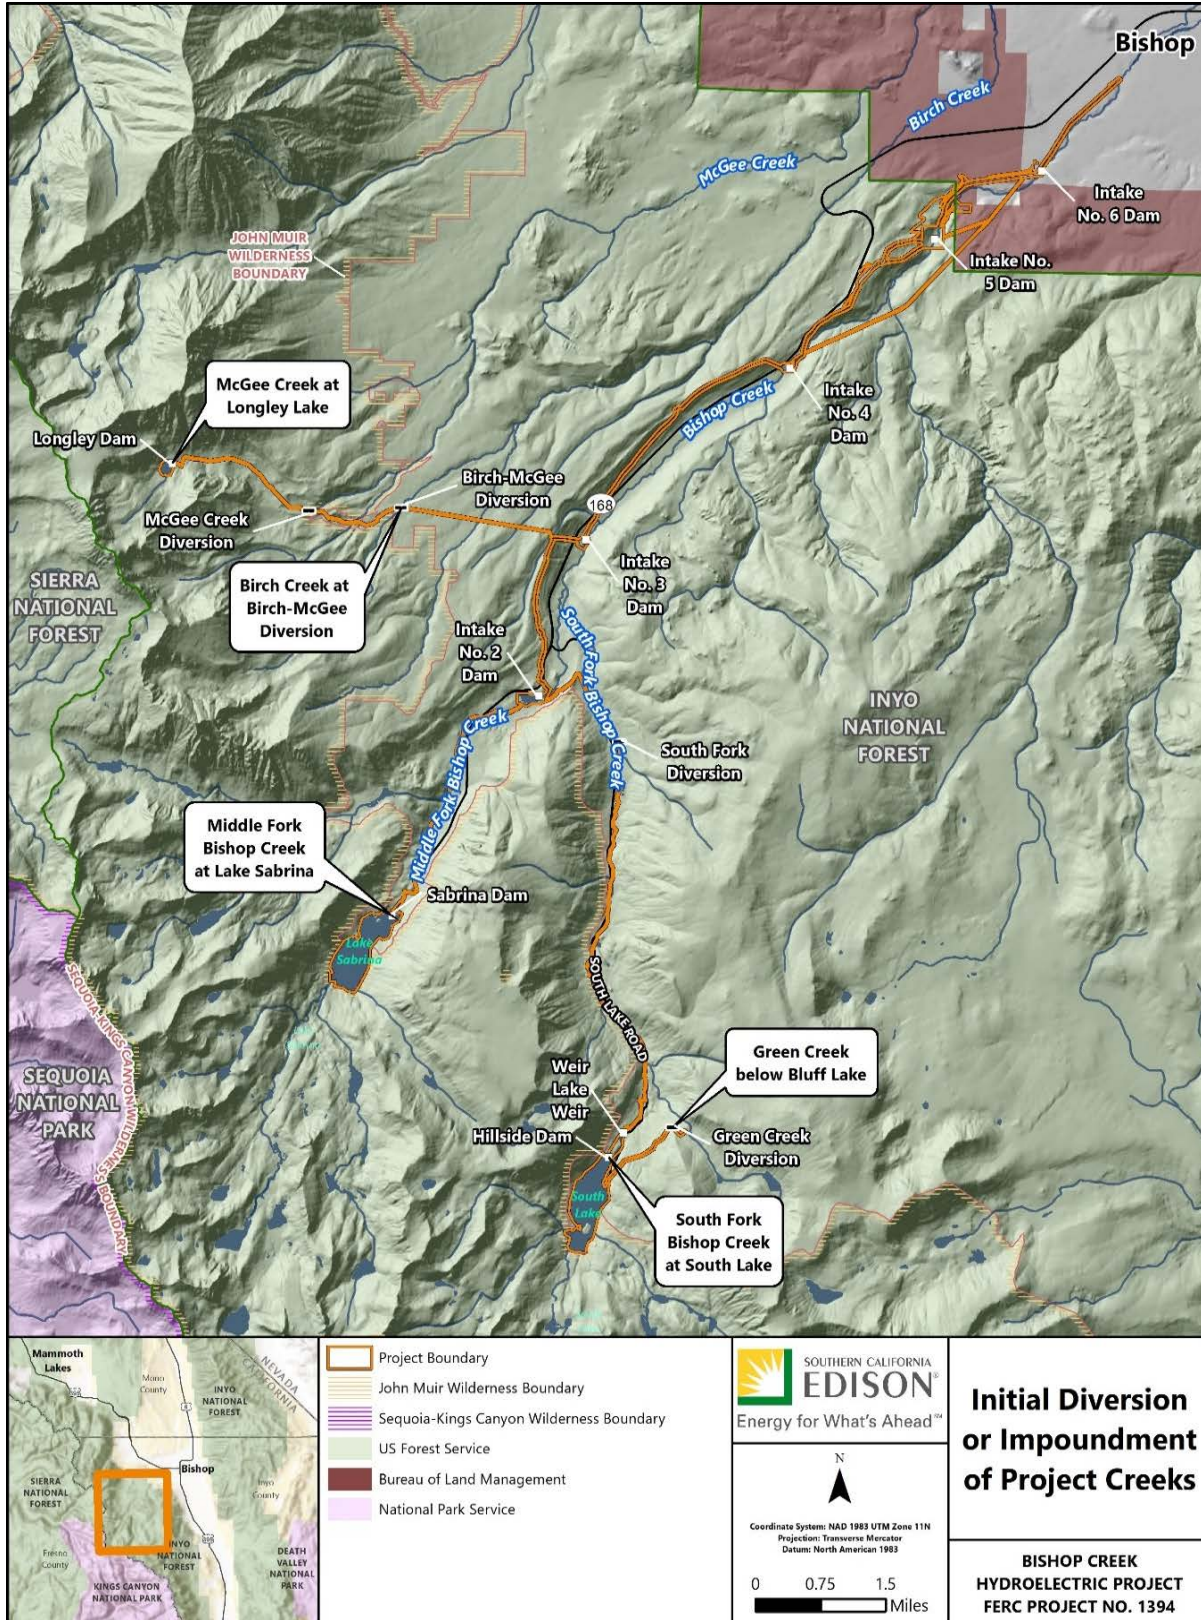 Bishop
Birch Creek
McGee Creek
Intake
No. 6 Dam
JOHN MUIR
WILDERNESS
BOUNDARY
Intake No.
5 Dam
McGee Creek at
Longley Lake
Longley Dam
Intake
No. 4
Dam
Bishop Creek
Birch-McGee
Diversion
168
McGee Creek
Diversion
Intake
No. 3
Dam
SIERRA
NATIONAL
FOREST
Birch Creek at
Birch-McGee
Diversion
Intake
No. 2
Dam
South Fork Bishop Creek
INYO
NATIONAL
FOREST
Middle Fork Bishop Creek
South Fork
Diversion
Middle Fork
Bishop Creek
at Lake Sabrina
Sabrina Dam
Lake
Sabrina
SEQUOIA-KINGS CANYON WILDERNESS BOUNDARY
SOUTH LAKE ROAD
SEQUOIA
NATIONAL
PARK
Green Creek
below Bluff Lake
Weir
Lake
Weir
Hillside Dam
Green Creek
Diversion
South
Lake
South Fork
Bishop Creek
at South Lake
Mammoth
Lakes
Mono
County
NEVADA
CALIFORNIA
INYO
NATIONAL
FOREST
6
395
Bishop
SIERRA
NATIONAL
FOREST
Inyo
County
395
Fresno
County
INYO
NATIONAL
FOREST
DEATH
VALLEY
NATIONAL
PARK
KINGS CANYON
NATIONAL PARK
Project Boundary
John Muir Wilderness Boundary
Sequoia-Kings Canyon Wilderness Boundary
US Forest Service
Bureau of Land Management
National Park Service
SOUTHERN CALIFORNIA
EDISON®
Energy for What's Ahead℠
N
Coordinate System: NAD 1983 UTM Zone 11N
Projection: Transverse Mercator
Datum: North American 1983
0 0.75 1.5
Miles
Initial Diversion
or Impoundment
of Project Creeks
BISHOP CREEK
HYDROELECTRIC PROJECT
FERC PROJECT NO. 1394